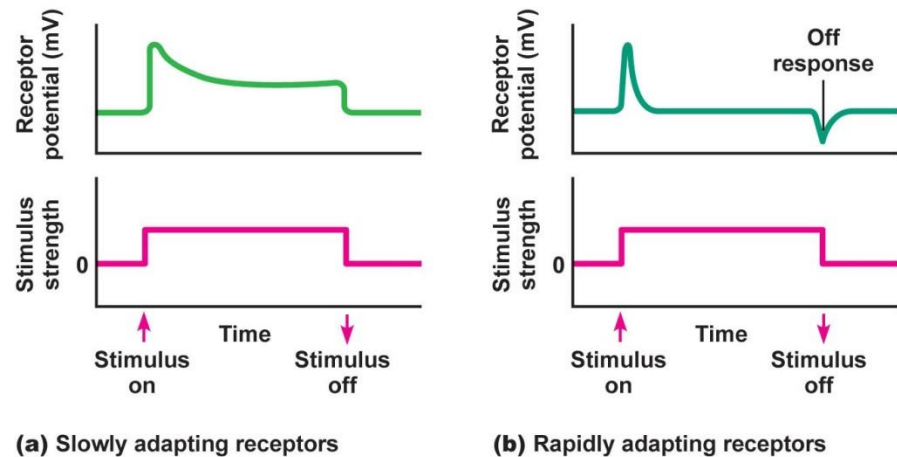 Receptor
potential (mV)
Stimulus
strength
0
Time
Stimulus
on
Stimulus
off
(a) Slowly adapting receptors
Receptor
potential (mV)
Off
response
Stimulus
strength
0
Time
Stimulus
on
Stimulus
off
(b) Rapidly adapting receptors